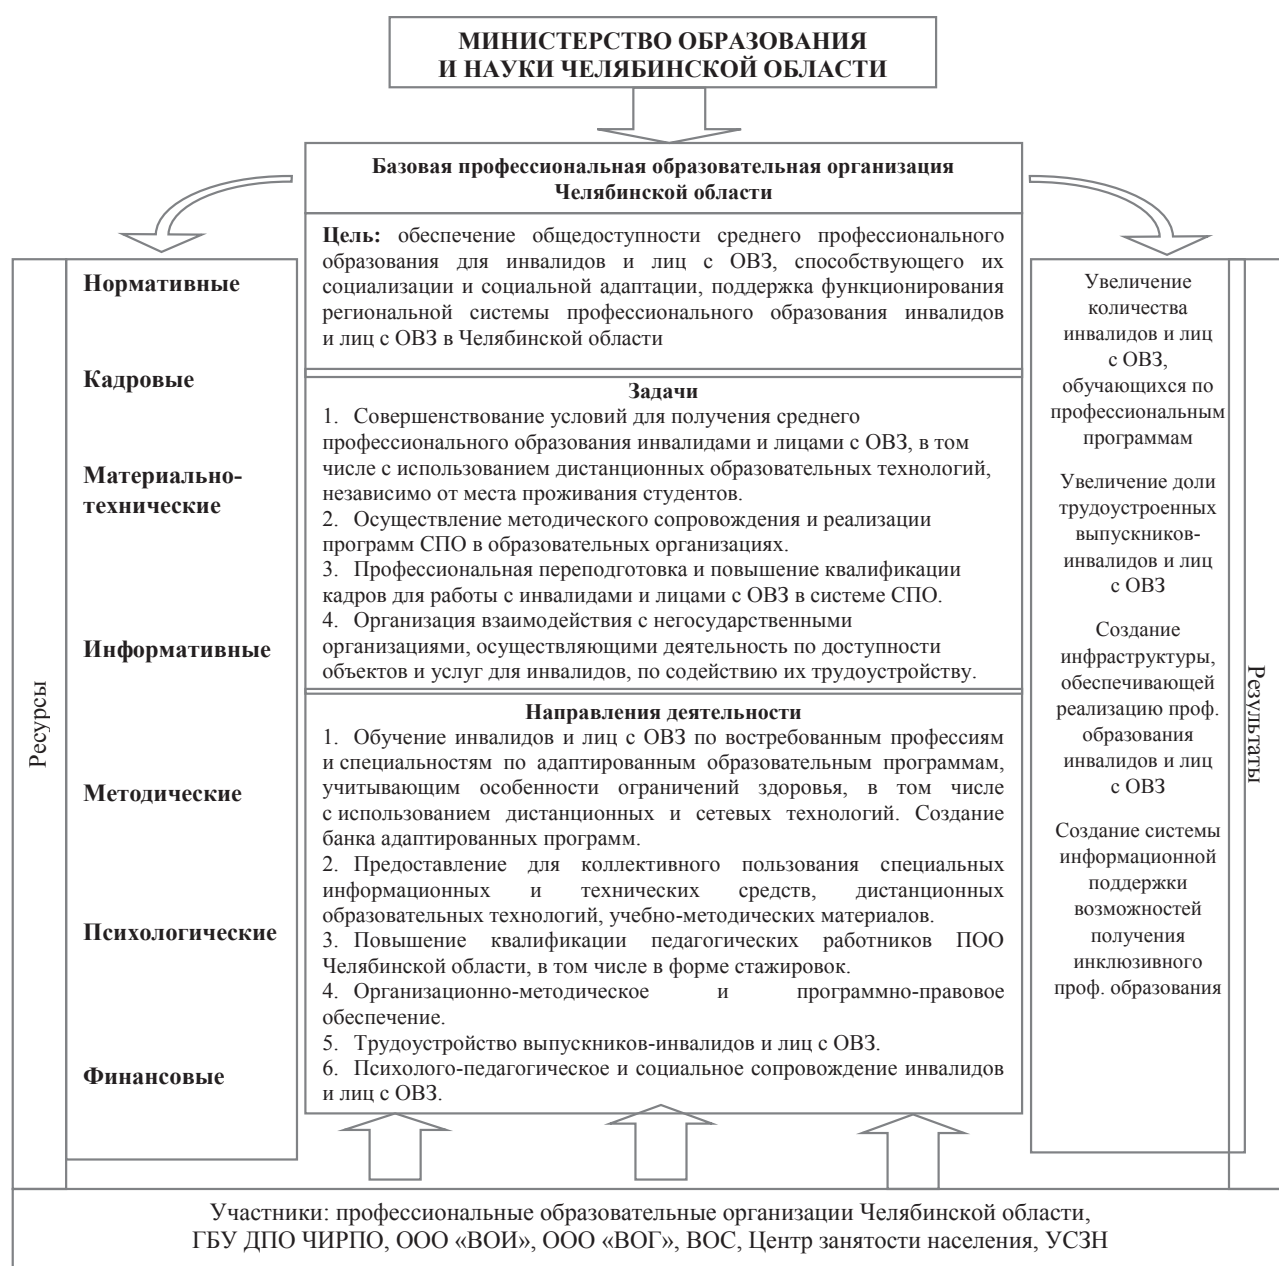 МИНИСТЕРСТВО ОБРАЗОВАНИЯ
И НАУКИ ЧЕЛЯБИНСКОЙ ОБЛАСТИ
Базовая профессиональная образовательная организация
Челябинской области
Цель: обеспечение общедоступности среднего профессионального
образования для инвалидов и лиц с ОВЗ, способствующего их
социализации и социальной адаптации, поддержка функционирования
региональной системы профессионального образования инвалидов
и лиц с ОВЗ в Челябинской области
Задачи
1. Совершенствование условий для получения среднего
профессионального образования инвалидами и лицами с ОВЗ, в том
числе с использованием дистанционных образовательных технологий,
независимо от места проживания студентов.
2. Осуществление методического сопровождения и реализации
программ СПО в образовательных организациях.
3. Профессиональная переподготовка и повышение квалификации
кадров для работы с инвалидами и лицами с ОВЗ в системе СПО.
4. Организация взаимодействия с негосударственными
организациями, осуществляющими деятельность по доступности
объектов и услуг для инвалидов, по содействию их трудоустройству.
Направления деятельности
1. Обучение инвалидов и лиц с ОВЗ по востребованным профессиям
и специальностям по адаптированным образовательным программам,
учитывающим особенности ограничений здоровья, в том числе
с использованием дистанционных и сетевых технологий. Создание
банка адаптированных программ.
2. Предоставление для коллективного пользования специальных
информационных и технических средств, дистанционных
образовательных технологий, учебно-методических материалов.
3. Повышение квалификации педагогических работников ПОО
Челябинской области, в том числе в форме стажировок.
4. Организационно-методическое и программно-правовое
обеспечение.
5. Трудоустройство выпускников-инвалидов и лиц с ОВЗ.
6. Психолого-педагогическое и социальное сопровождение инвалидов
и лиц с ОВЗ.
Ресурсы
Нормативные
Кадровые
Материально-
технические
Информативные
Методические
Психологические
Финансовые
Увеличение
количества
инвалидов и лиц
с ОВЗ,
обучающихся по
профессиональным
программам
Увеличение доли
трудоустроенных
выпускников-
инвалидов и лиц
с ОВЗ
Создание
инфраструктуры,
обеспечивающей
реализацию проф.
образования
инвалидов и лиц
с ОВЗ
Создание системы
информационной
поддержки
возможностей
получения
инклюзивного
проф. образования
Результаты
Участники: профессиональные образовательные организации Челябинской области,
ГБУ ДПО ЧИРПО, ООО «ВОИ», ООО «ВОГ», ВОС, Центр занятости населения, УСЗН